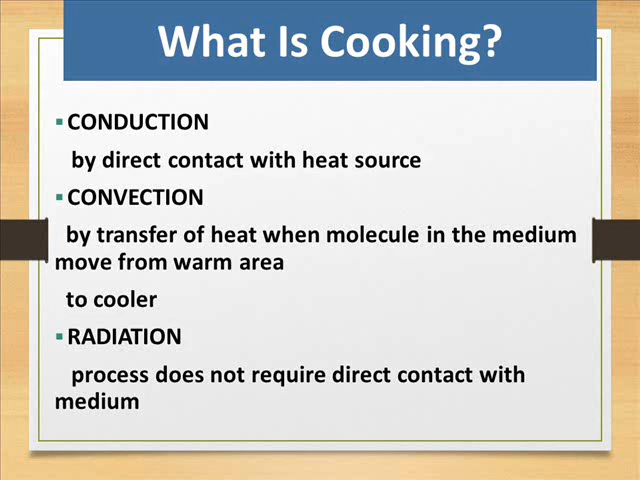 What Is Cooking?
▪CONDUCTION
by direct contact with heat source
▪CONVECTION
by transfer of heat when molecule in the medium
move from warm area
to cooler
▪RADIATION
process does not require direct contact with
medium